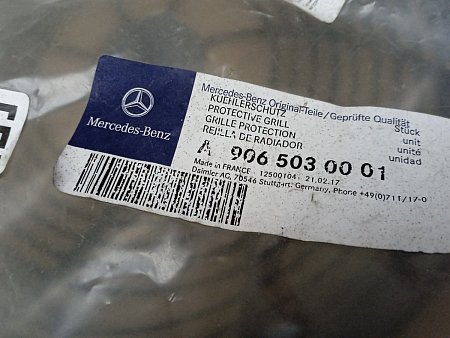 Mercedes-Benz
Mercedes-Benz Original-Teile/Geprüfte Qualität
KUEHLERSCHUTZ
PROTECTIVE GRILL
GRILLE PROTECTION
REJILLA DE RADIADOR
Stück
unit
unité
unidad
A 906 503 00 01
Made in FRANCE 12500104 21.02.17
Daimler AG, 70546 Stuttgart, Germany, Phone +49(0)711/17-0